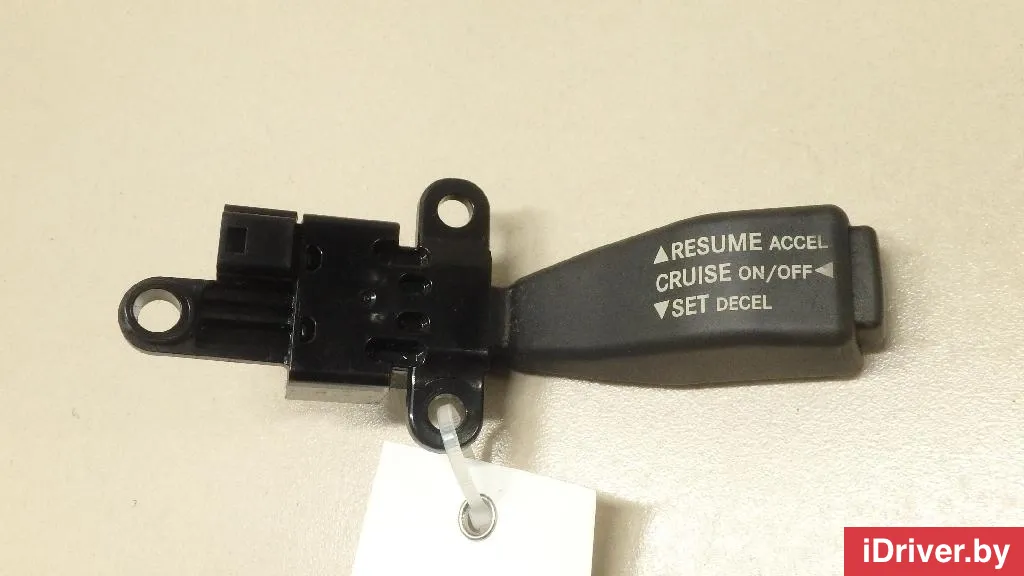 ▲RESUME ACCEL
CRUISE ON/OFF◀
▼SET DECEL
iDriver.by